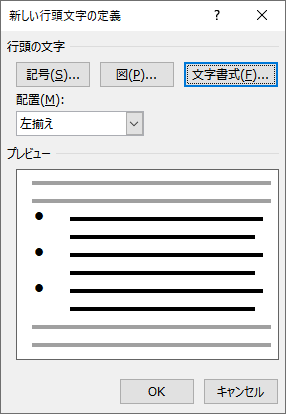 新しい行頭文字の定義 ? ×
行頭の文字
記号(S)... 図(P)... 文字書式(F)...
配置(M):
左揃え
プレビュー
OK キャンセル